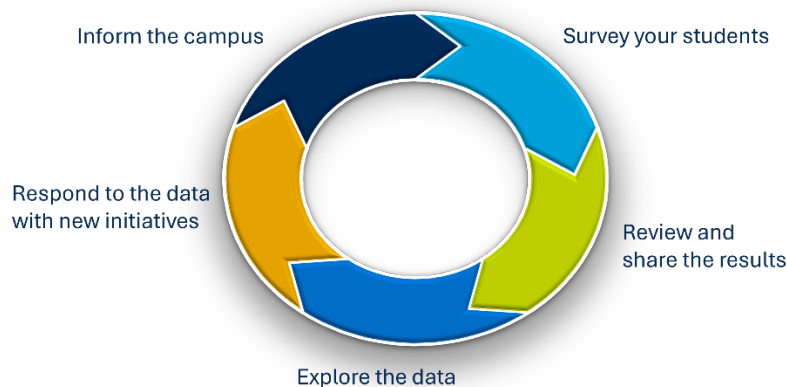 Inform the campus
Survey your students
Respond to the data
with new initiatives
Review and
share the results
Explore the data